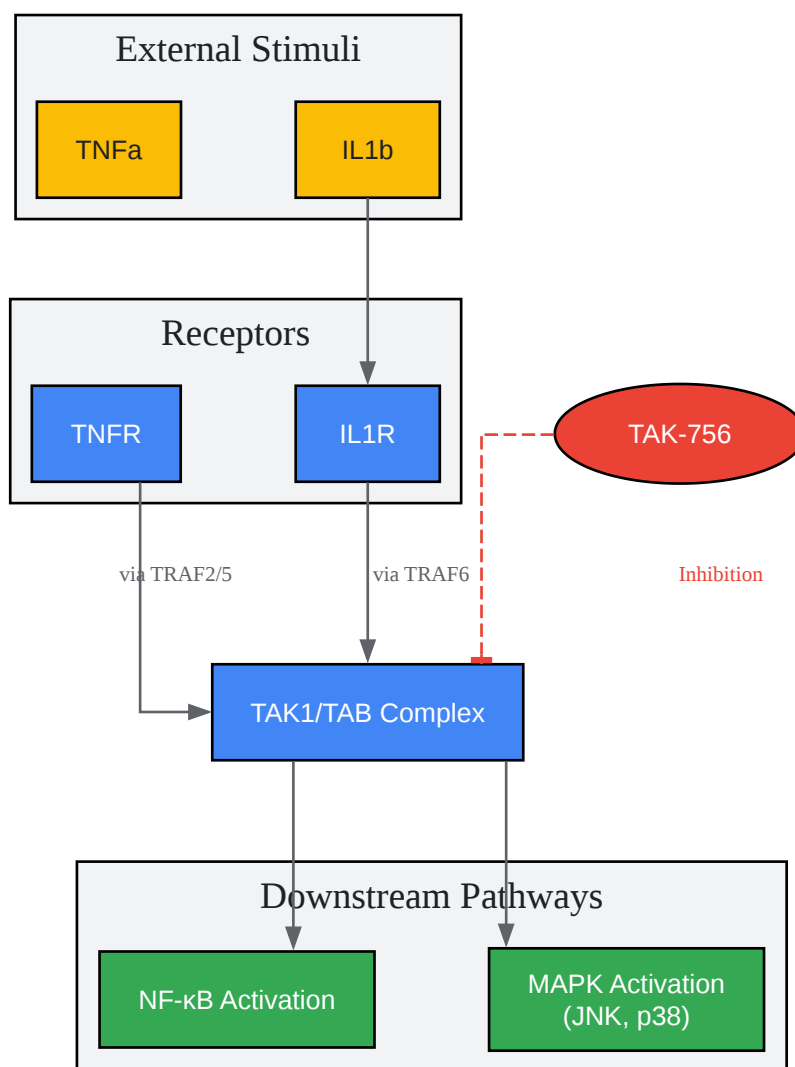 External Stimuli
TNFa
IL1b
Receptors
TNFR
IL1R
TAK-756
via TRAF2/5
via TRAF6
Inhibition
TAK1/TAB Complex
Downstream Pathways
NF-κB Activation
MAPK Activation
(JNK, p38)